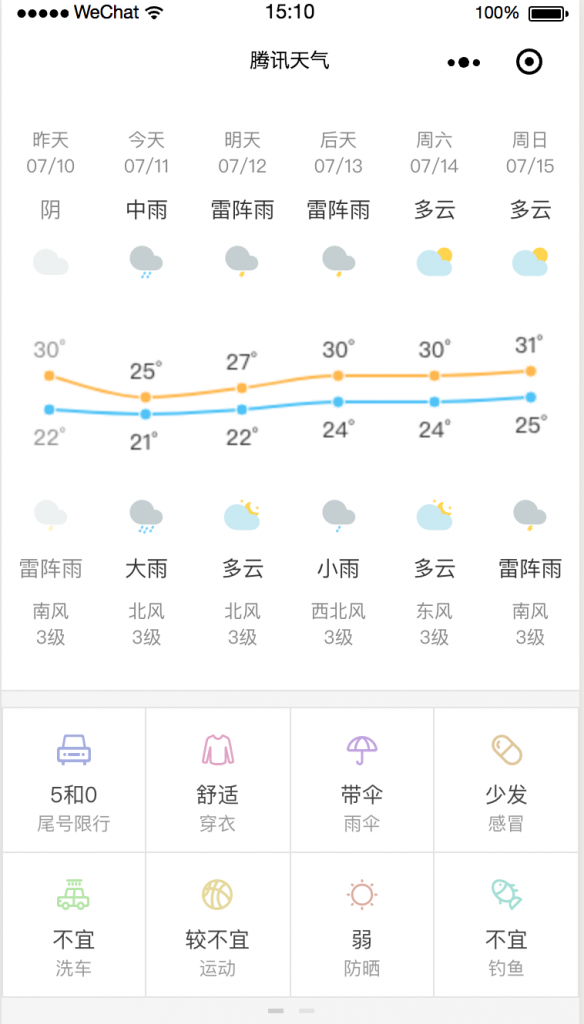 WeChat 15:10 100%
腾讯天气
昨天 今天 明天 后天 周六 周日
07/10 07/11 07/12 07/13 07/14 07/15
阴 中雨 雷阵雨 雷阵雨 多云 多云
30° 25° 27° 30° 30° 31°
22° 21° 22° 24° 24° 25°
雷阵雨 大雨 多云 小雨 多云 雷阵雨
南风 北风 北风 西北风 东风 南风
3级 3级 3级 3级 3级 3级
5和0 舒适 带伞 少发
尾号限行 穿衣 雨伞 感冒
不宜 较不宜 弱 不宜
洗车 运动 防晒 钓鱼